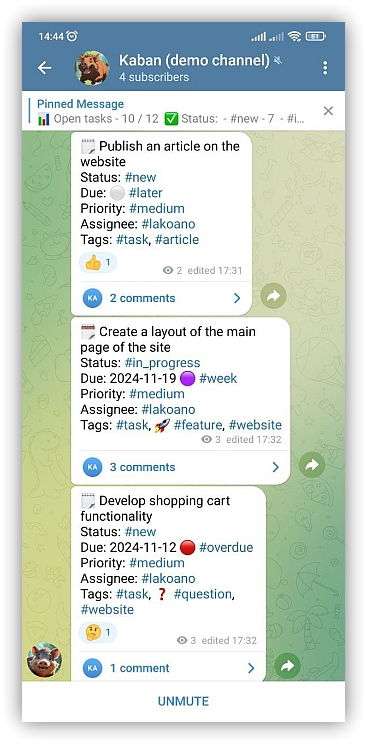 14:44
81
Kaban (demo channel)
4 subscribers
Pinned Message
📊 Open tasks - 10 / 12 ✅ Status: - #new - 7 - #i...
Publish an article on the
website
Status: #new
Due: ⚪ #later
Priority: #medium
Assignee: #lakoano
Tags: #task, #article
👍 1
2 edited 17:31
KA 2 comments
Create a layout of the main
page of the site
Status: #in_progress
Due: 2024-11-19 🟣 #week
Priority: #medium
Assignee: #lakoano
Tags: #task, 🚀 #feature, #website
3 edited 17:32
KA 3 comments
Develop shopping cart
functionality
Status: #new
Due: 2024-11-12 🔴 #overdue
Priority: #medium
Assignee: #lakoano
Tags: #task, ❓ #question,
#website
🤔 1
3 edited 17:32
KA 1 comment
UNMUTE